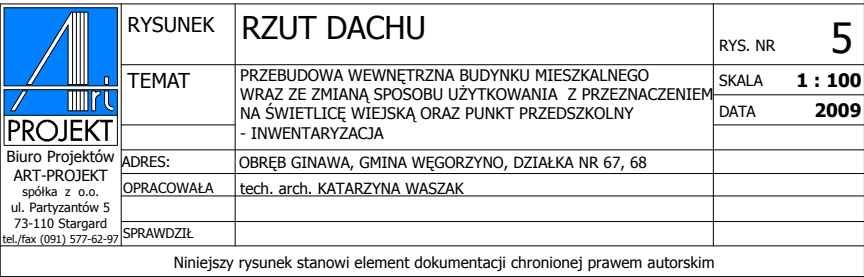 Art
PROJEKT
Biuro Projektów
ART-PROJEKT
spółka z o.o.
ul. Partyzantów 5
73-110 Stargard
tel./fax (091) 577-62-97
RYSUNEK
RZUT DACHU
RYS. NR 5
TEMAT
PRZEBUDOWA WEWNĘTRZNA BUDYNKU MIESZKALNEGO
WRAZ ZE ZMIANĄ SPOSOBU UŻYTKOWANIA Z PRZEZNACZENIEM
NA ŚWIETLICĘ WIEJSKĄ ORAZ PUNKT PRZEDSZKOLNY
- INWENTARYZACJA
SKALA 1 : 100
DATA 2009
ADRES: OBRĘB GINAWA, GMINA WĘGORZYNO, DZIAŁKA NR 67, 68
OPRACOWAŁA tech. arch. KATARZYNA WASZAK
SPRAWDZIŁ
Niniejszy rysunek stanowi element dokumentacji chronionej prawem autorskim